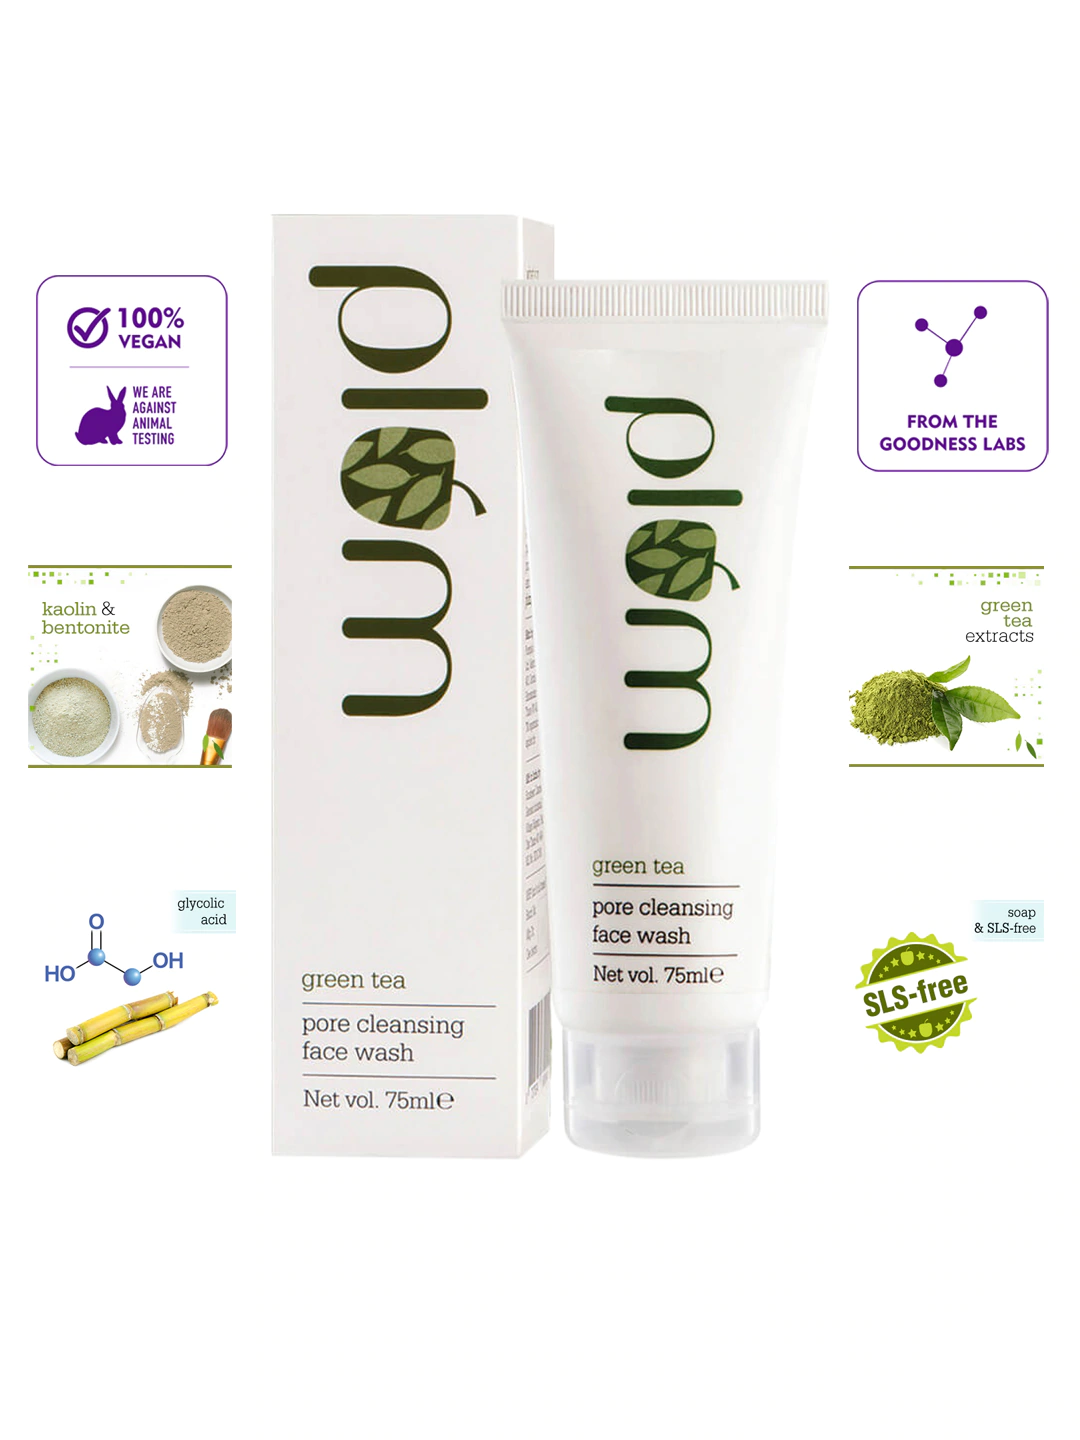 100%
VEGAN
WE ARE
AGAINST
ANIMAL
TESTING
kaolin &
bentonite
glycolic
acid
O
HO
OH
plum
green tea
pore cleansing
face wash
Net vol. 75ml℮
plum
green tea
pore cleansing
face wash
Net vol. 75ml℮
FROM THE
GOODNESS LABS
green
tea
extracts
soap
& SLS-free
SLS-free